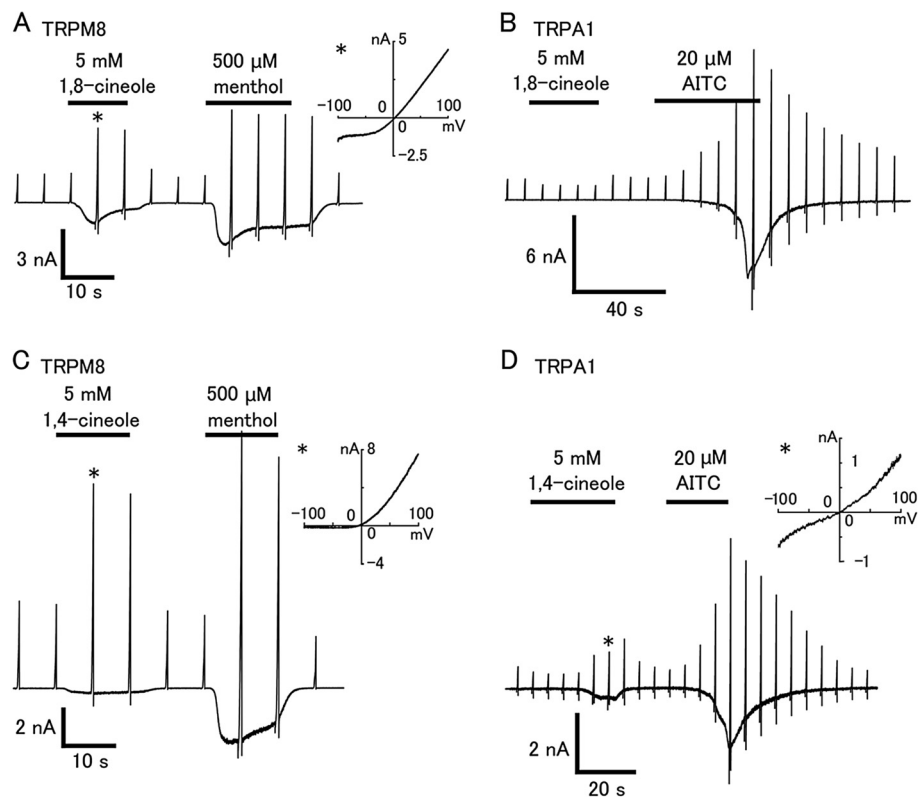 A TRPM8
5 mM
1,8-cineole
500 μM
menthol
*
*
nA 5
-100
0
0
100
mV
-2.5
3 nA
10 s
B TRPA1
5 mM
1,8-cineole
20 μM
AITC
6 nA
40 s
C TRPM8
5 mM
1,4-cineole
500 μM
menthol
*
*
nA 8
-100
0
0
100
mV
-4
2 nA
10 s
D TRPA1
5 mM
1,4-cineole
20 μM
AITC
*
*
nA
1
-100
0
0
100
mV
-1
2 nA
20 s